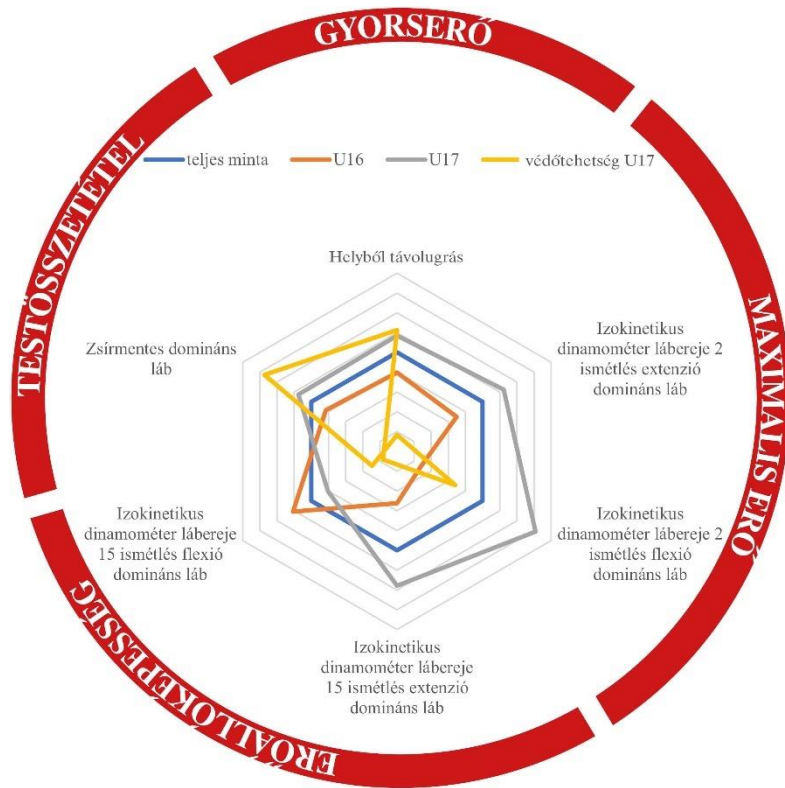 GYORSERŐ
TESTÖSSZETÉTEL
MAXIMÁLIS ERŐ
ERŐÁLLÓKÉPESSÉG
teljes minta
U16
U17
védőtehetség U17
Helyből távolugrás
Izokinetikus
dinamométer lábereje 2
ismétlés extenzió
domináns láb
Izokinetikus
dinamométer lábereje 2
ismétlés flexió
domináns láb
Izokinetikus
dinamométer lábereje
15 ismétlés extenzió
domináns láb
Izokinetikus
dinamométer lábereje
15 ismétlés flexió
domináns láb
Zsírmentes domináns
láb